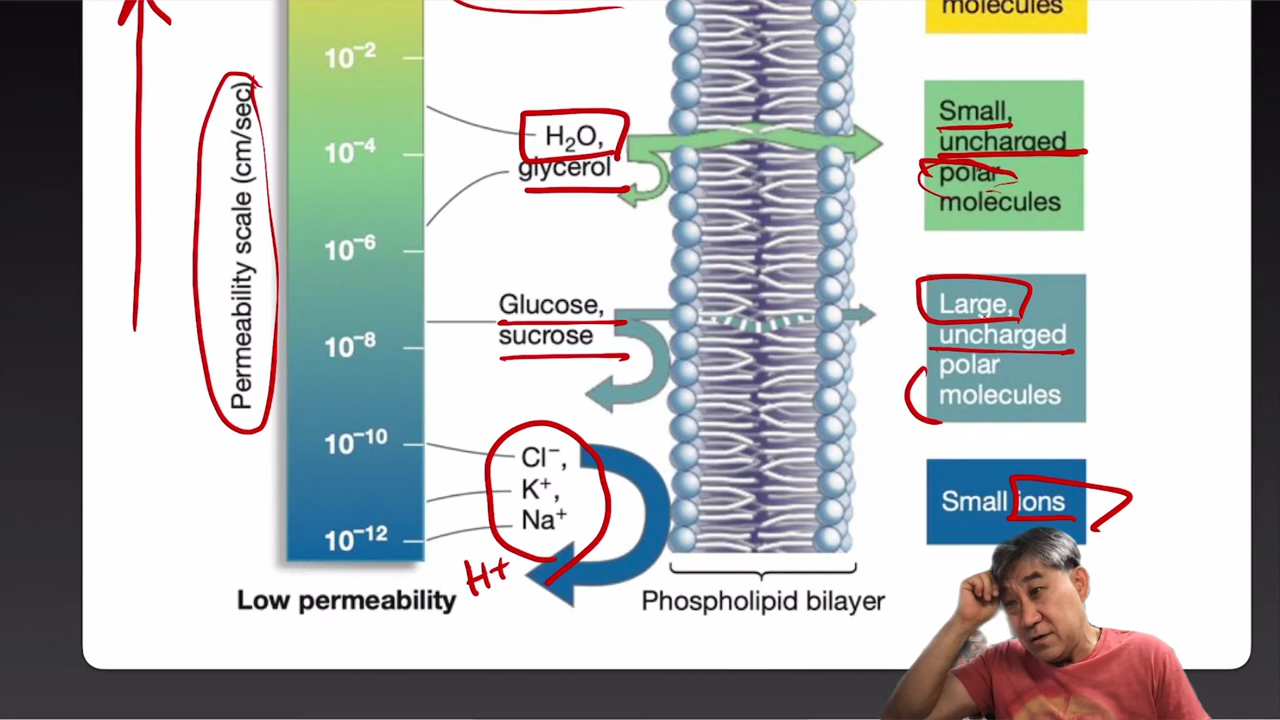 molecules
10⁻²
10⁻⁴
10⁻⁶
10⁻⁸
10⁻¹⁰
10⁻¹²
Permeability scale (cm/sec)
H₂O,
glycerol
Small,
uncharged
polar
molecules
Glucose,
sucrose
Large,
uncharged
polar
molecules
Cl⁻,
K⁺,
Na⁺
H+
Small ions
Low permeability
Phospholipid bilayer